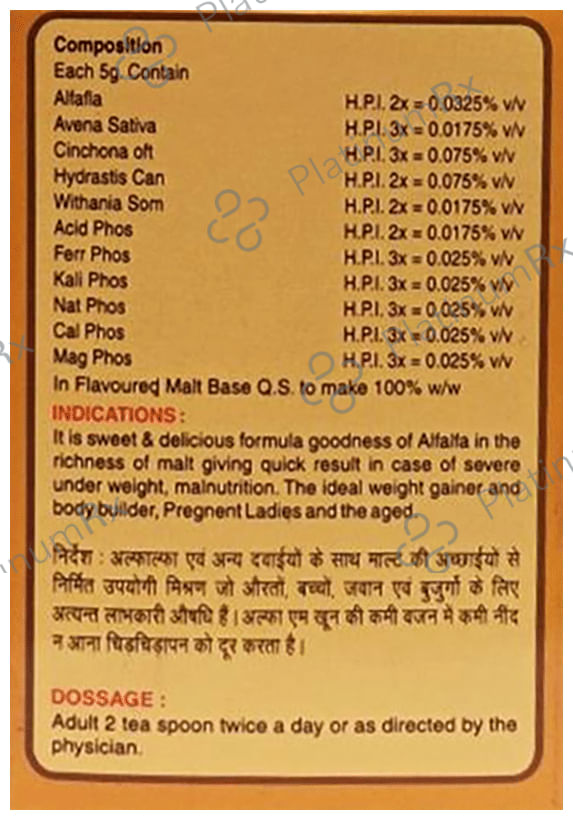 Composition
Each 5g. Contain
Alfafla H.P.I. 2x = 0.0325% v/v
Avena Sativa H.P.I. 3x = 0.0175% v/v
Cinchona oft H.P.I. 3x = 0.075% v/v
Hydrastis Can H.P.I. 2x = 0.075% v/v
Withania Som H.P.I. 2x = 0.0175% v/v
Acid Phos H.P.I. 2x = 0.0175% v/v
Ferr Phos H.P.I. 3x = 0.025% v/v
Kali Phos H.P.I. 3x = 0.025% v/v
Nat Phos H.P.I. 3x = 0.025% v/v
Cal Phos H.P.I. 3x = 0.025% v/v
Mag Phos H.P.I. 3x = 0.025% v/v
In Flavoured Malt Base Q.S. to make 100% w/w
INDICATIONS :
It is sweet & delicious formula goodness of Alfalfa in the
richness of malt giving quick result in case of severe
under weight, malnutrition. The ideal weight gainer and
body builder, Pregnent Ladies and the aged.
निर्देश : अल्फाल्फा एवं अन्य दवाईयों के साथ माल्ट की अच्छाईयों से
निर्मित उपयोगी मिश्रण जो औरतों, बच्चों, जवान एवं बुजुर्गो के लिए
अत्यन्त लाभकारी औषधि हैं। अल्फा एम खून की कमी वजन में कमी नींद
न आना चिडचिडापन को दूर करता है।
DOSSAGE :
Adult 2 tea spoon twice a day or as directed by the
physician.
PlatinumRx
PlatinumRx
PlatinumRx